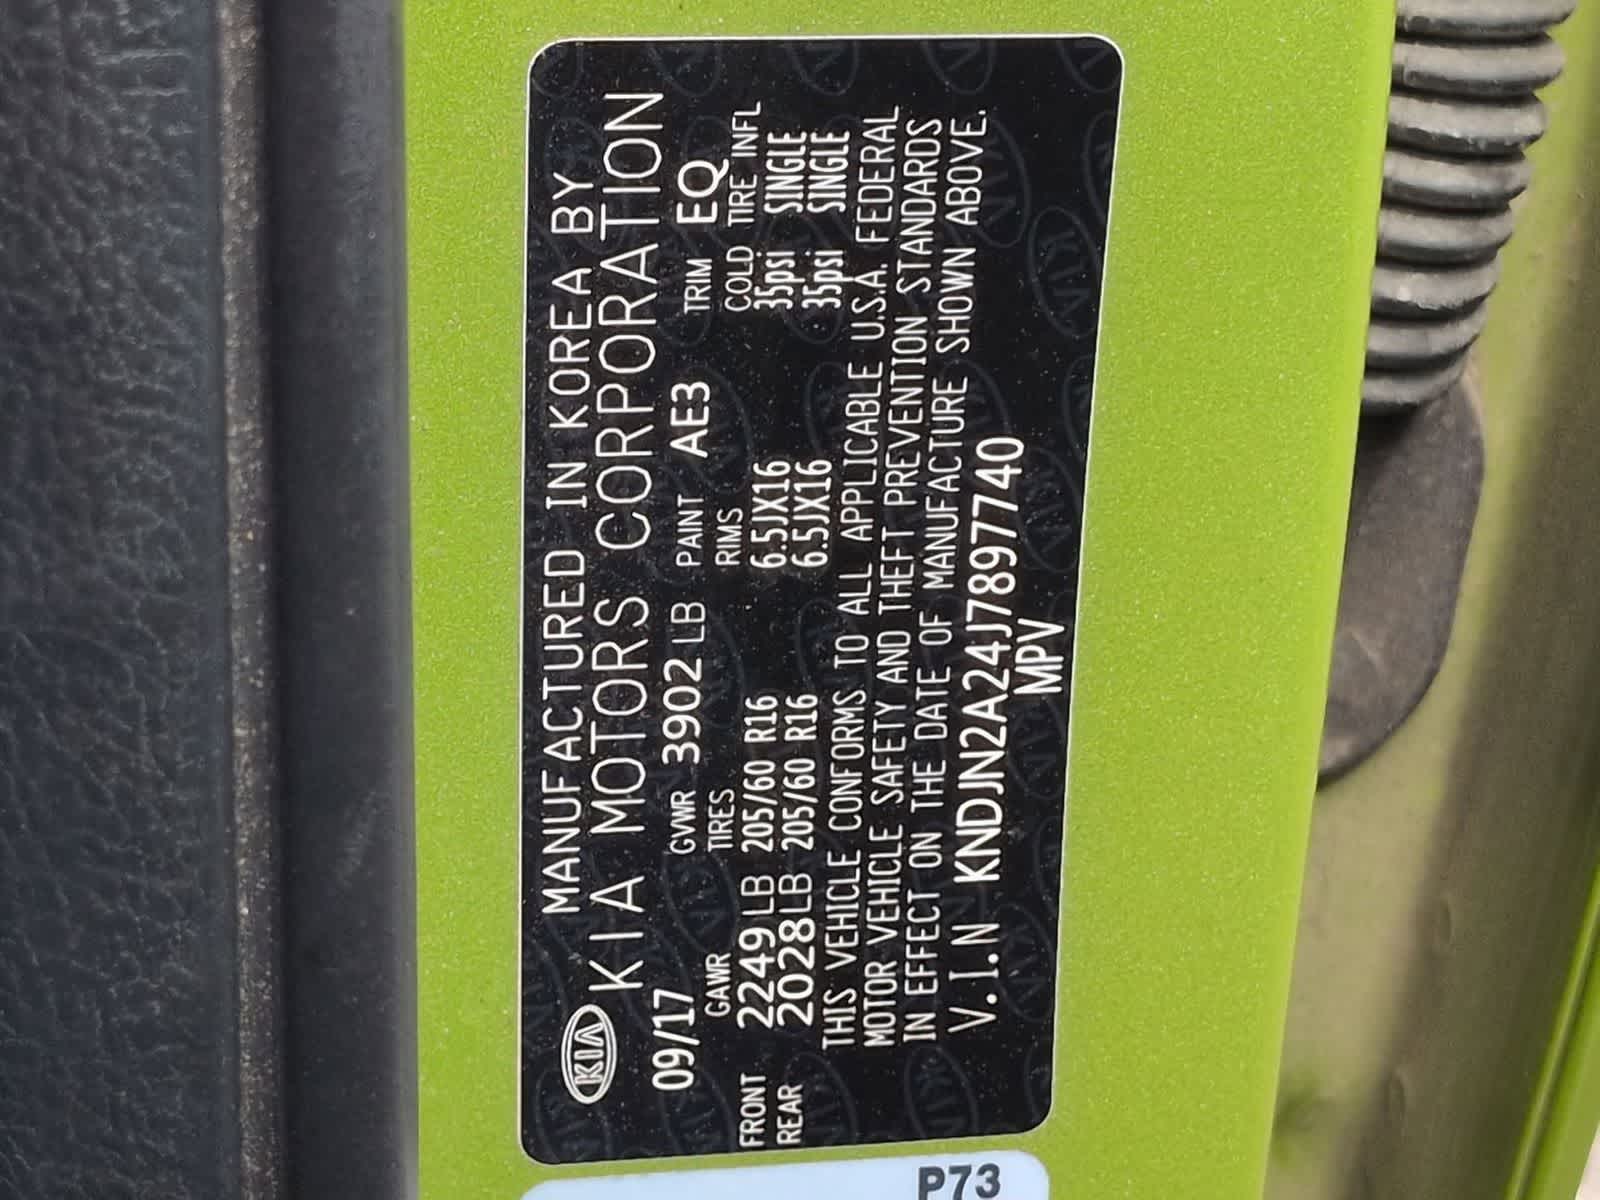 MANUFACTURED IN KOREA BY
KIA KIA MOTORS CORPORATION
09/17 GVWR 3902 LB PAINT AE3 TRIM EQ
GAWR TIRES RIMS COLD TIRE INFL
FRONT 2249 LB 205/60 R16 6.5JX16 35psi SINGLE
REAR 2028 LB 205/60 R16 6.5JX16 35psi SINGLE
THIS VEHICLE CONFORMS TO ALL APPLICABLE U.S.A. FEDERAL
MOTOR VEHICLE SAFETY AND THEFT PREVENTION STANDARDS
IN EFFECT ON THE DATE OF MANUFACTURE SHOWN ABOVE.
V.I.N KNDJN2A24J7897740
MPV
P73